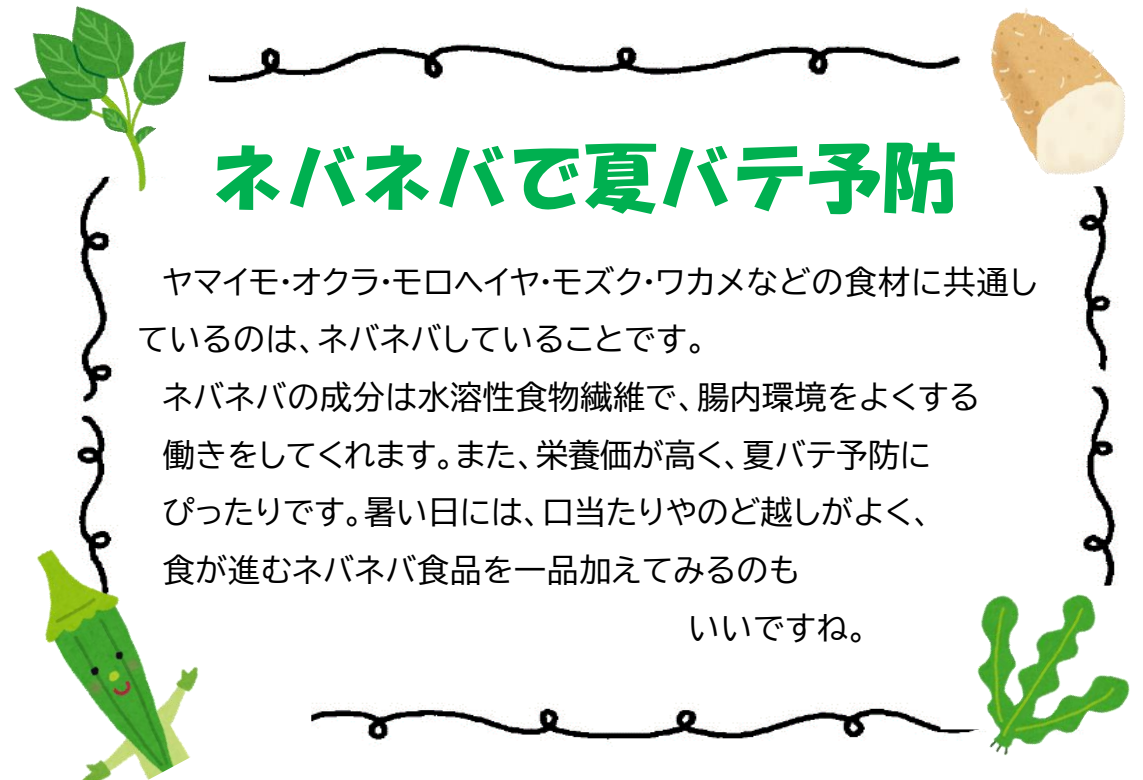 ネバネバで夏バテ予防
ヤマイモ・オクラ・モロヘイヤ・モズク・ワカメなどの食材に共通し
ているのは、ネバネバしていることです。
ネバネバの成分は水溶性食物繊維で、腸内環境をよくする
働きをしてくれます。また、栄養価が高く、夏バテ予防に
ぴったりです。暑い日には、口当たりやのど越しがよく、
食が進むネバネバ食品を一品加えてみるのも
いいですね。